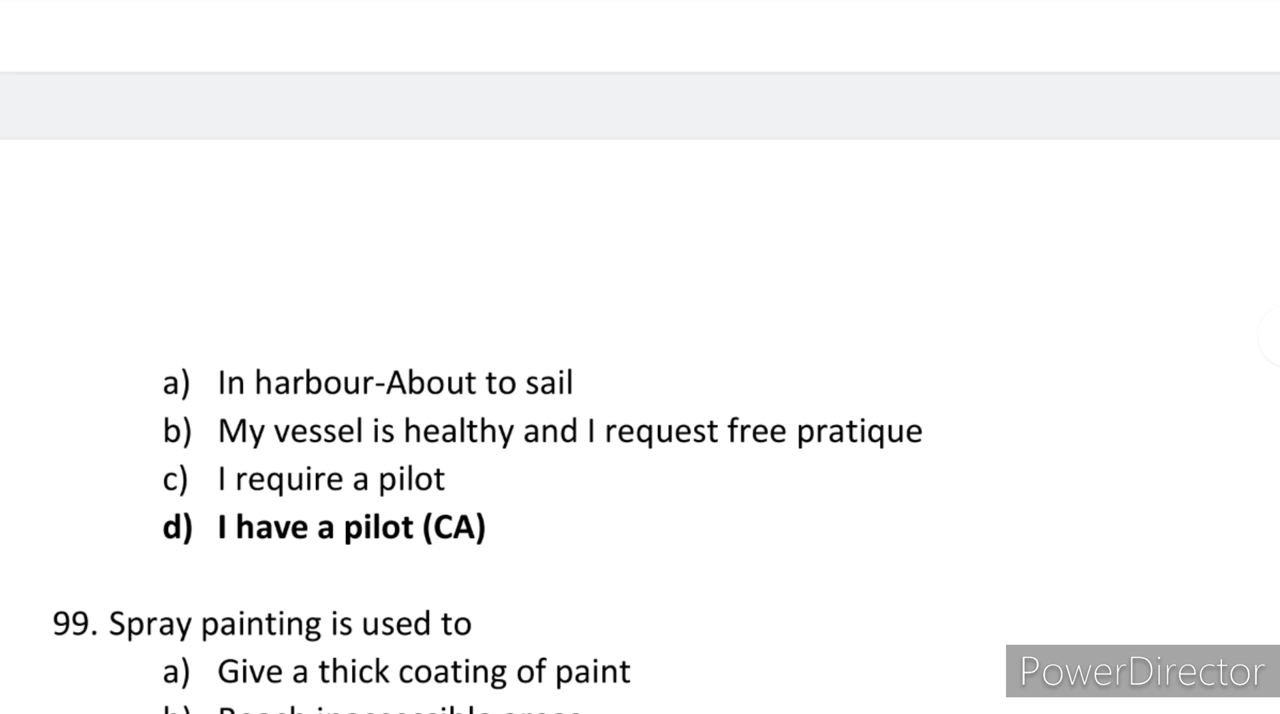 a) In harbour-About to sail
b) My vessel is healthy and I request free pratique
c) I require a pilot
d) I have a pilot (CA)
99. Spray painting is used to
a) Give a thick coating of paint
PowerDirector